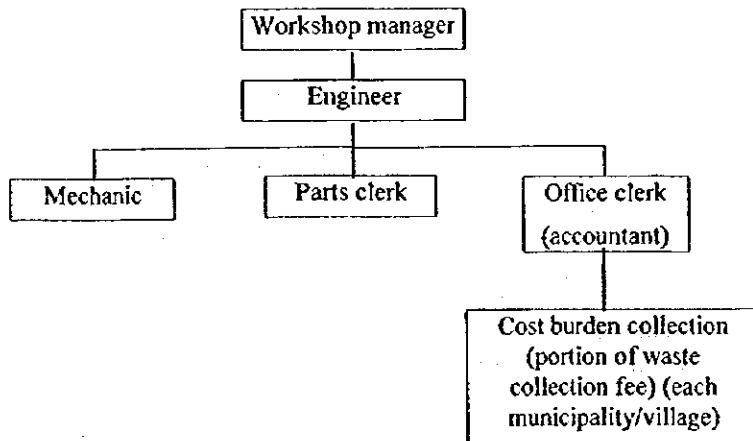 Workshop manager
Engineer
Mechanic
Parts clerk
Office clerk
(accountant)
Cost burden collection
(portion of waste
collection fee) (each
municipality/village)